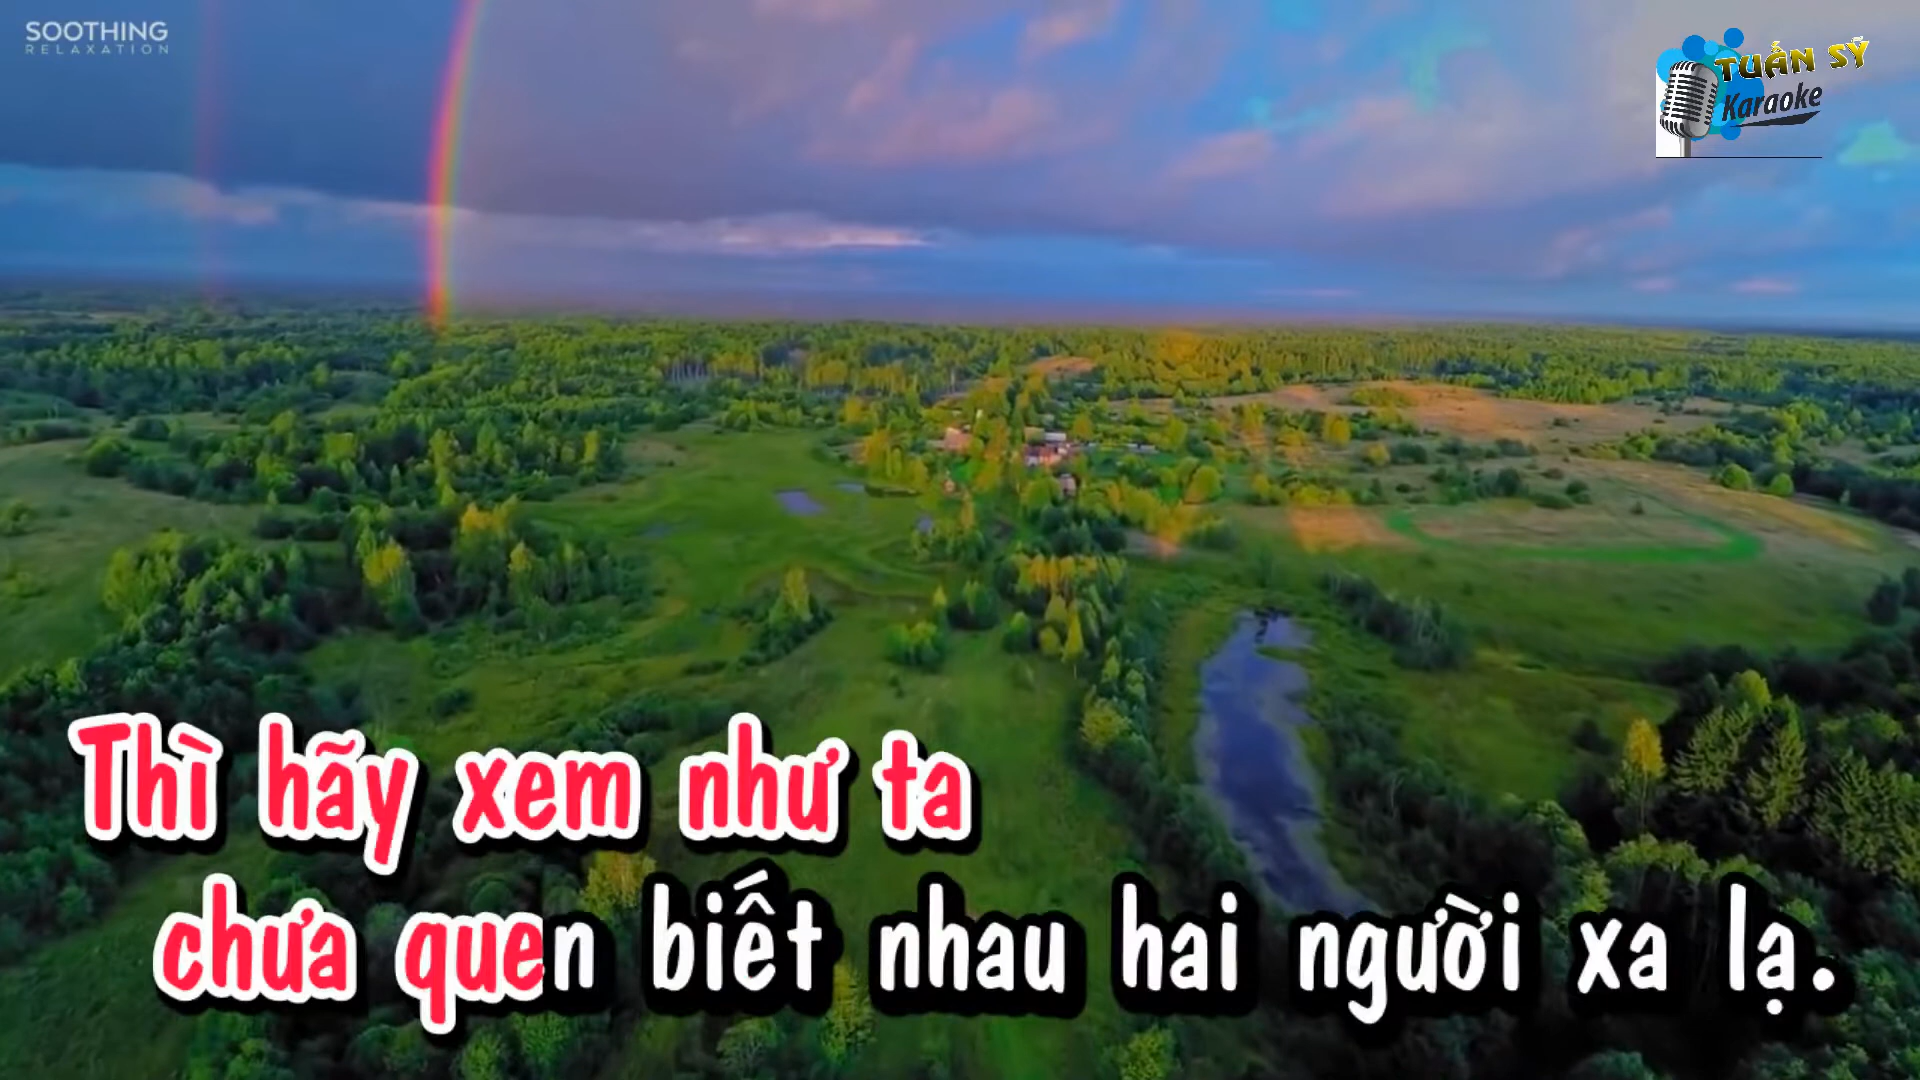 SOOTHING
RELAXATION
TUẤN SỸ
Karaoke
Thì hãy xem như ta
chưa quen biết nhau hai người xa lạ.